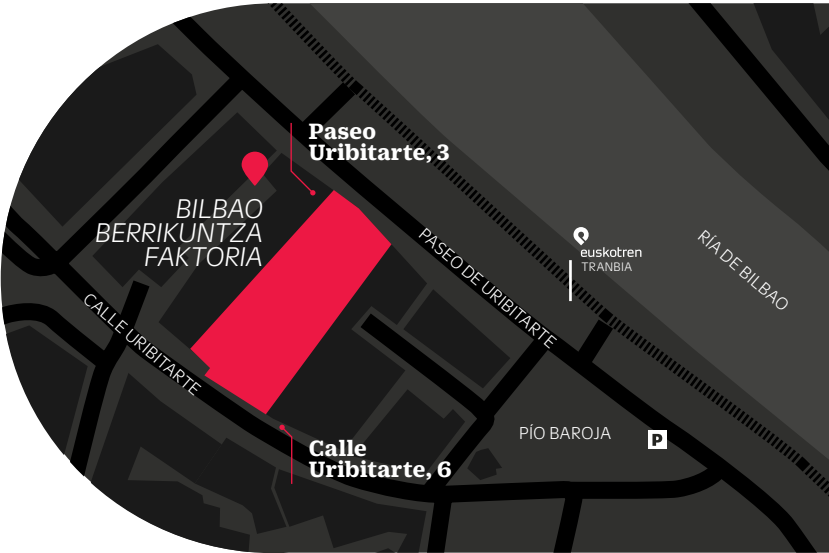 Paseo
Uribitarte, 3
BILBAO
BERRIKUNTZA
FAKTORIA
PASEO DE URIBITARTE
euskotren
TRANBIA
RÍA DE BILBAO
CALLE URIBITARTE
PÍO BAROJA
P
Calle
Uribitarte, 6